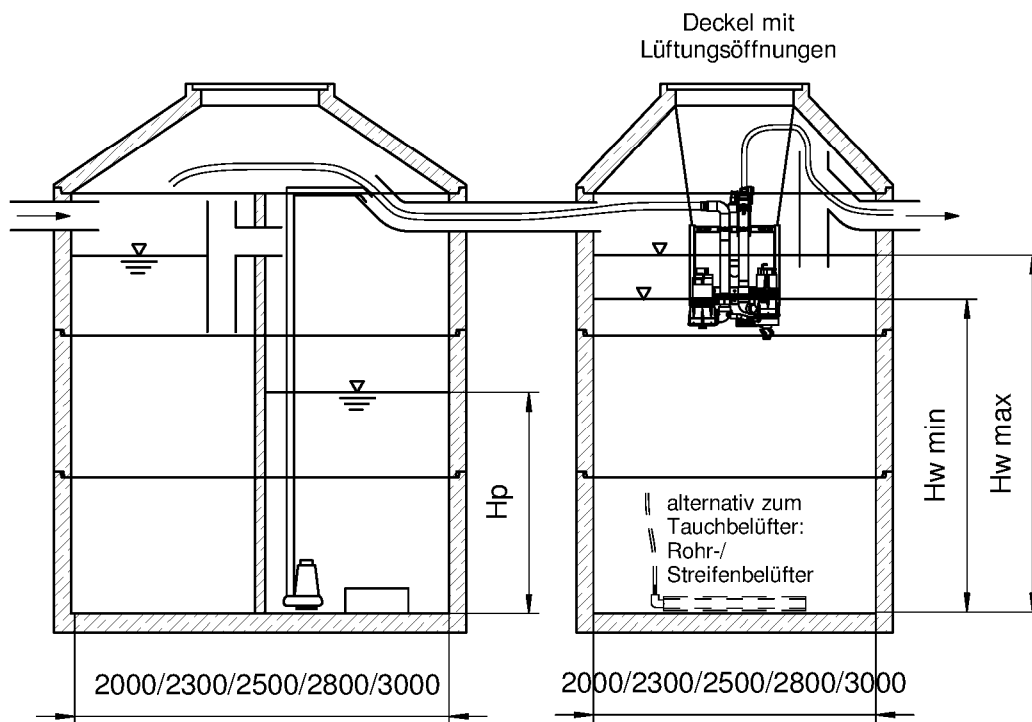 Deckel mit
Lüftungsöffnungen
Hp
Hw min
Hw max
alternativ zum
Tauchbelüfter:
Rohr-/
Streifenbelüfter
2000/2300/2500/2800/3000
2000/2300/2500/2800/3000